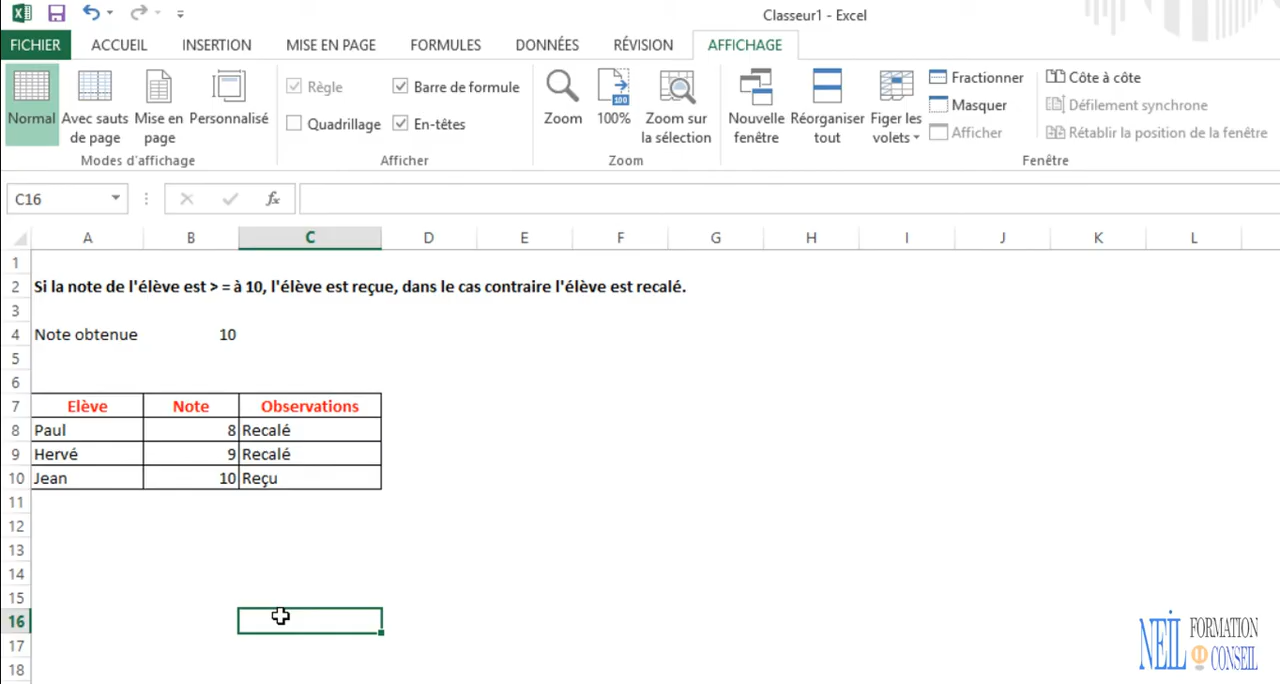 Classeur1 - Excel
FICHIER ACCUEIL INSERTION MISE EN PAGE FORMULES DONNÉES RÉVISION AFFICHAGE
Normal Avec sauts de page Mise en page Personnalisé
Modes d'affichage
Règle Barre de formule
Quadrillage En-têtes
Afficher
Zoom 100% Zoom sur la sélection
100
Zoom
Nouvelle fenêtre Réorganiser tout Figer les volets
Fractionner Côte à côte
Masquer Défilement synchrone
Afficher Rétablir la position de la fenêtre
Fenêtre
C16 fx
A B C D E F G H I J K L
1
2 Si la note de l'élève est > = à 10, l'élève est reçue, dans le cas contraire l'élève est recalé.
3
4 Note obtenue 10
5
6
7 Elève Note Observations
8 Paul 8 Recalé
9 Hervé 9 Recalé
10 Jean 10 Reçu
11
12
13
14
15
16
17
18
NEIL FORMATION CONSEIL